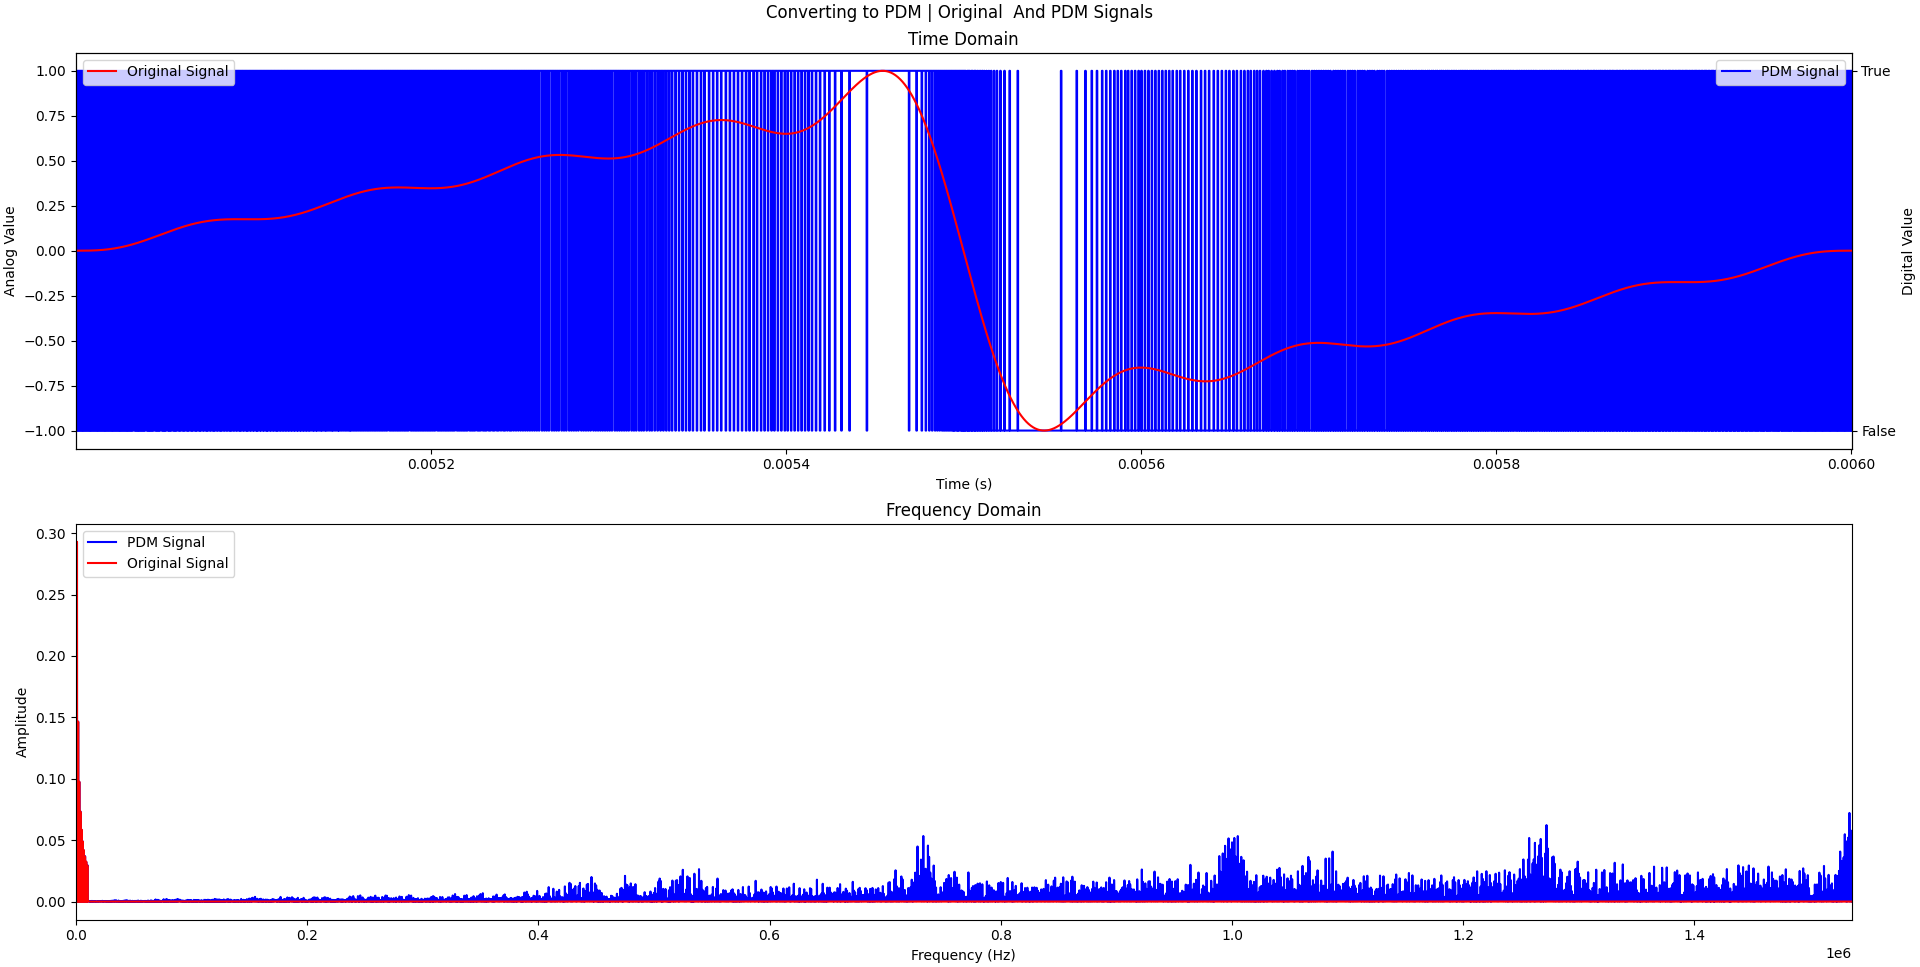 Converting to PDM | Original  And PDM Signals
Time Domain
Original Signal
PDM Signal
1.00
0.75
0.50
0.25
0.00
−0.25
−0.50
−0.75
−1.00
Analog Value
True
False
Digital Value
0.0052
0.0054
0.0056
0.0058
0.0060
Time (s)
Frequency Domain
PDM Signal
Original Signal
0.30
0.25
0.20
0.15
0.10
0.05
0.00
Amplitude
0.0
0.2
0.4
0.6
0.8
1.0
1.2
1.4
1e6
Frequency (Hz)